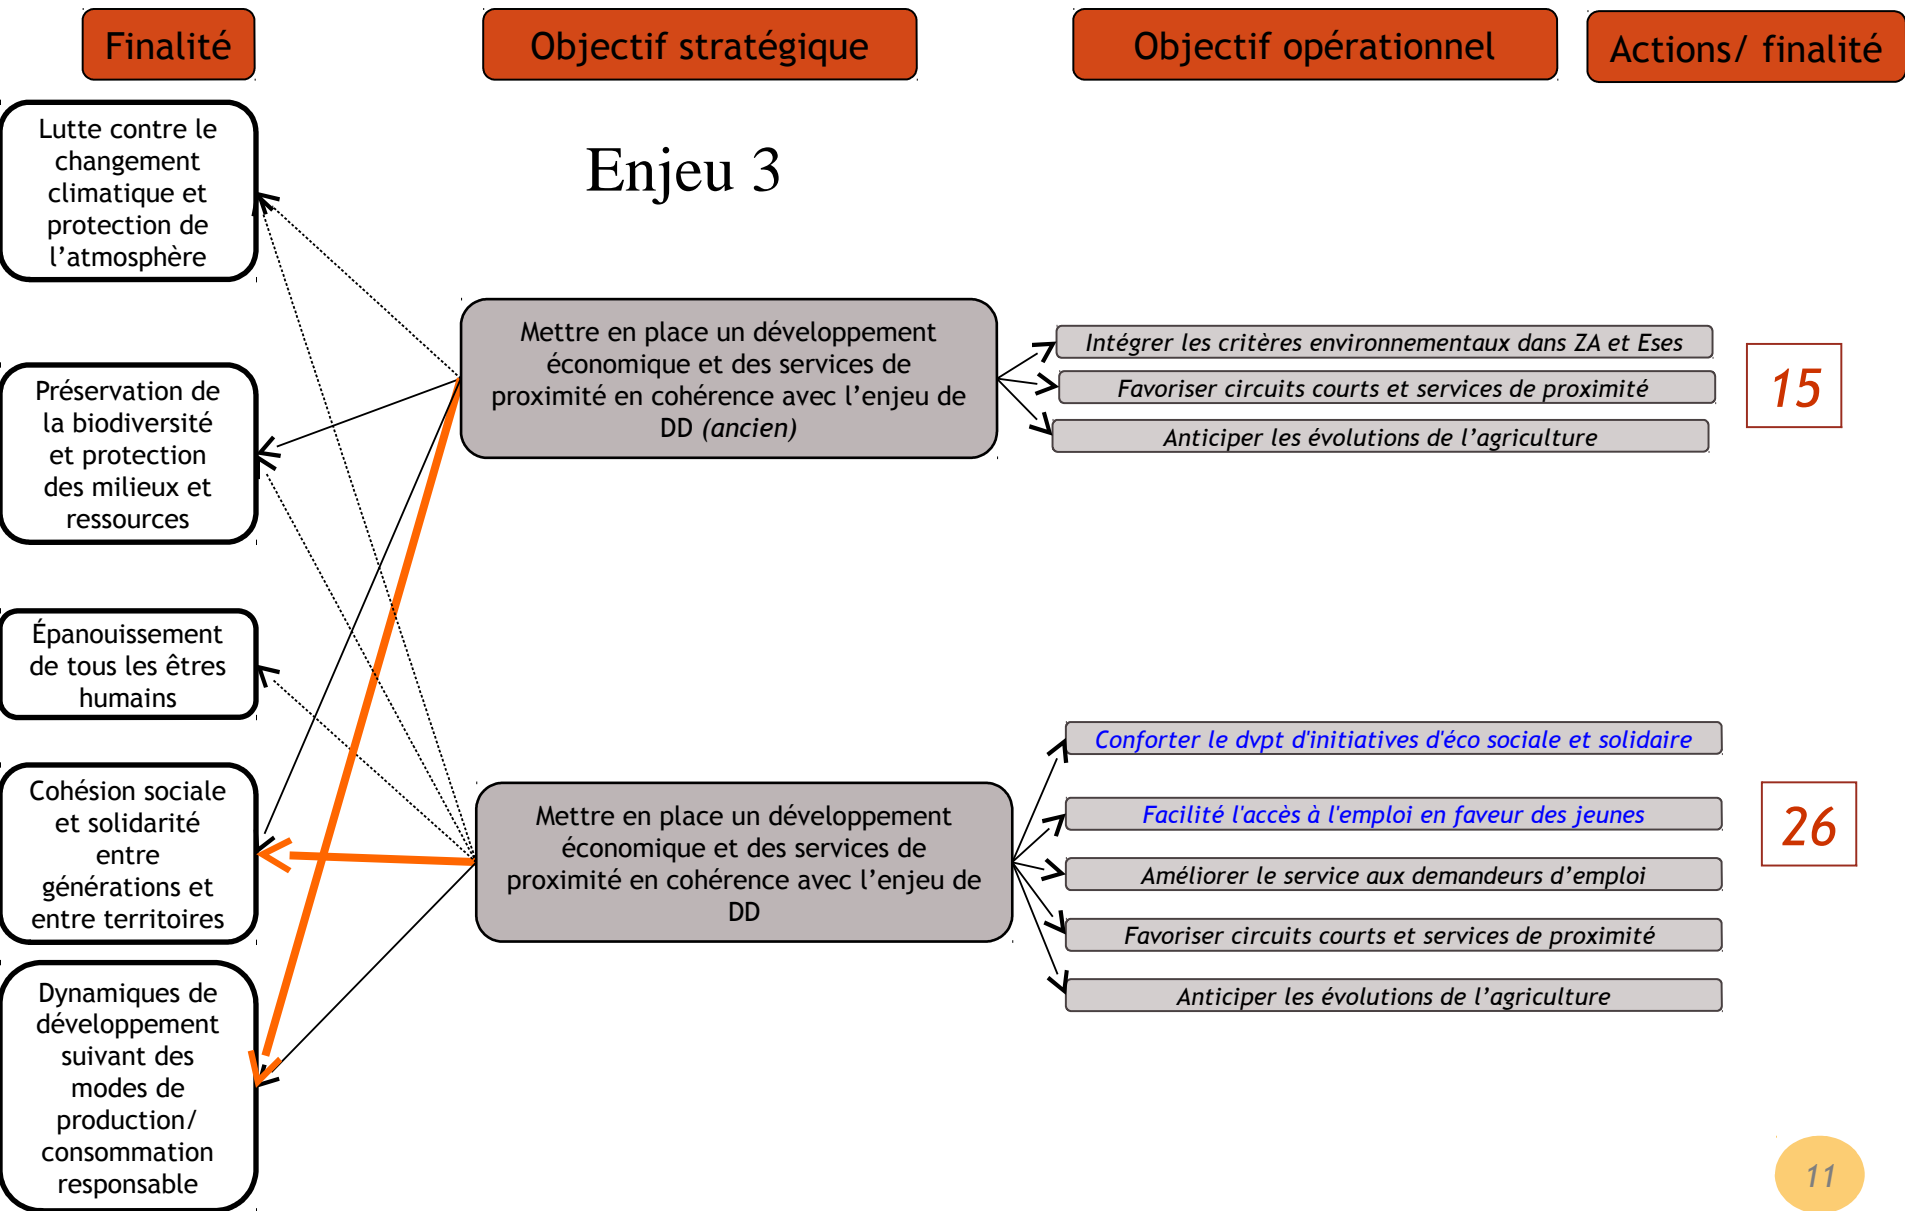 Finalité
Objectif stratégique
Objectif opérationnel
Actions/ finalité
Enjeu 3
Lutte contre le
changement
climatique et
protection de
l’atmosphère
Préservation de
la biodiversité
et protection
des milieux et
ressources
Épanouissement
de tous les êtres
humains
Cohésion sociale
et solidarité
entre
générations et
entre territoires
Dynamiques de
développement
suivant des
modes de
production/
consommation
responsable
Mettre en place un développement
économique et des services de
proximité en cohérence avec l’enjeu de
DD (ancien)
Intégrer les critères environnementaux dans ZA et Eses
Favoriser circuits courts et services de proximité
Anticiper les évolutions de l’agriculture
15
Mettre en place un développement
économique et des services de
proximité en cohérence avec l’enjeu de
DD
Conforter le dvpt d'initiatives d'éco sociale et solidaire
Facilité l'accès à l'emploi en faveur des jeunes
Améliorer le service aux demandeurs d’emploi
Favoriser circuits courts et services de proximité
Anticiper les évolutions de l’agriculture
26
11